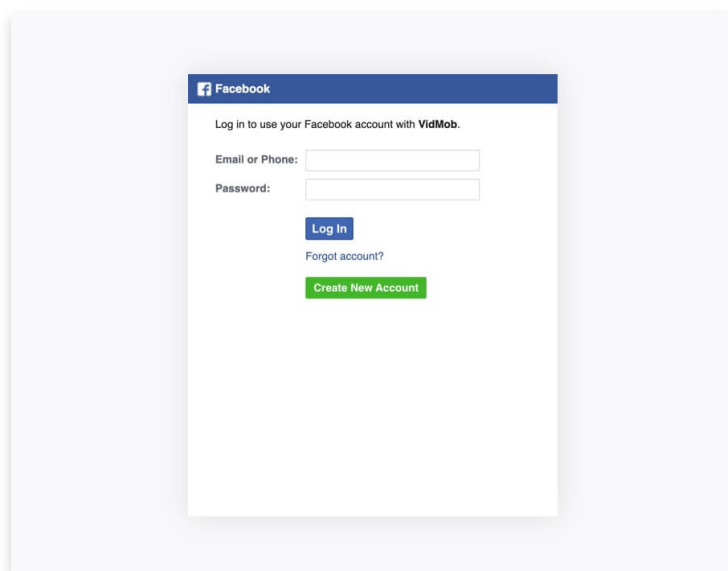 Facebook
Log in to use your Facebook account with VidMob.
Email or Phone:
Password:
Log In
Forgot account?
Create New Account